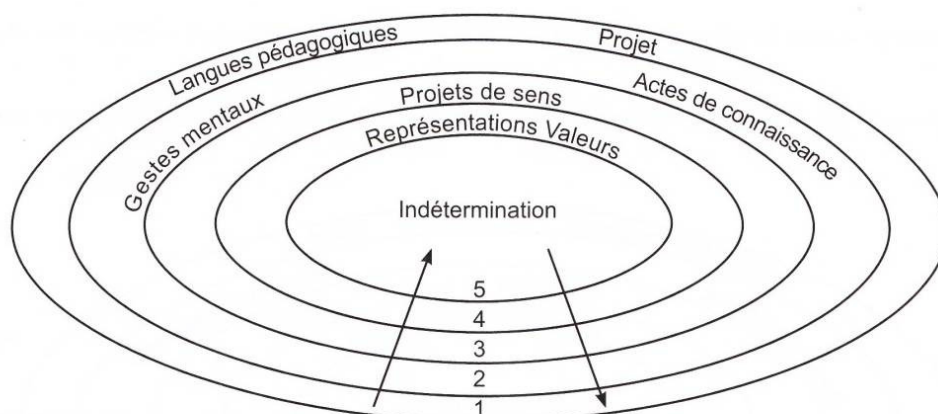 Langues pédagogiques
Projet
Gestes mentaux
Actes de connaissance
Projets de sens
Représentations Valeurs
Indétermination
5
4
3
2
1